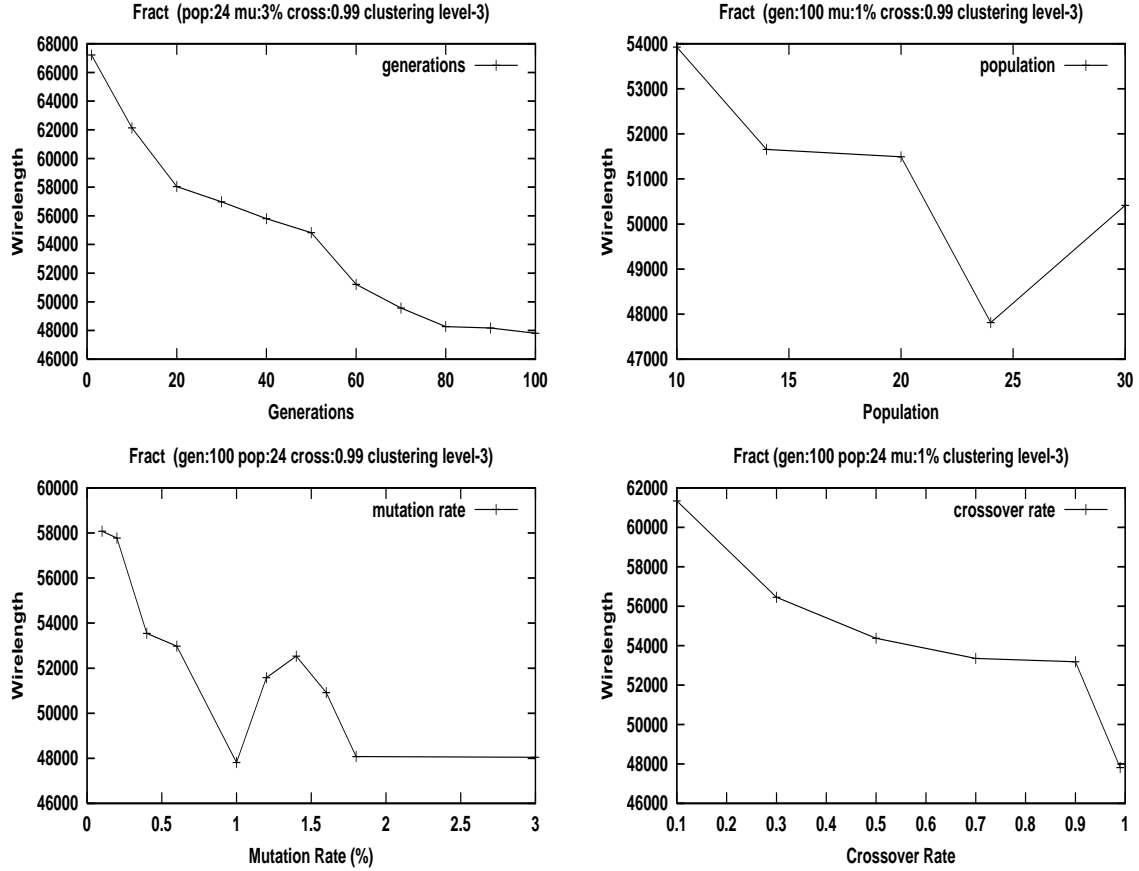 Fract (pop:24 mu:3% cross:0.99 clustering level-3)
68000
66000
64000
62000
60000
58000
56000
54000
52000
50000
48000
46000
Wirelength
generations
0 20 40 60 80 100
Generations
Fract (gen:100 mu:1% cross:0.99 clustering level-3)
54000
53000
52000
51000
50000
49000
48000
47000
Wirelength
population
10 15 20 25 30
Population
Fract (gen:100 pop:24 cross:0.99 clustering level-3)
60000
58000
56000
54000
52000
50000
48000
46000
Wirelength
mutation rate
0 0.5 1 1.5 2 2.5 3
Mutation Rate (%)
Fract (gen:100 pop:24 mu:1% clustering level-3)
62000
60000
58000
56000
54000
52000
50000
48000
46000
Wirelength
crossover rate
0.1 0.2 0.3 0.4 0.5 0.6 0.7 0.8 0.9 1
Crossover Rate